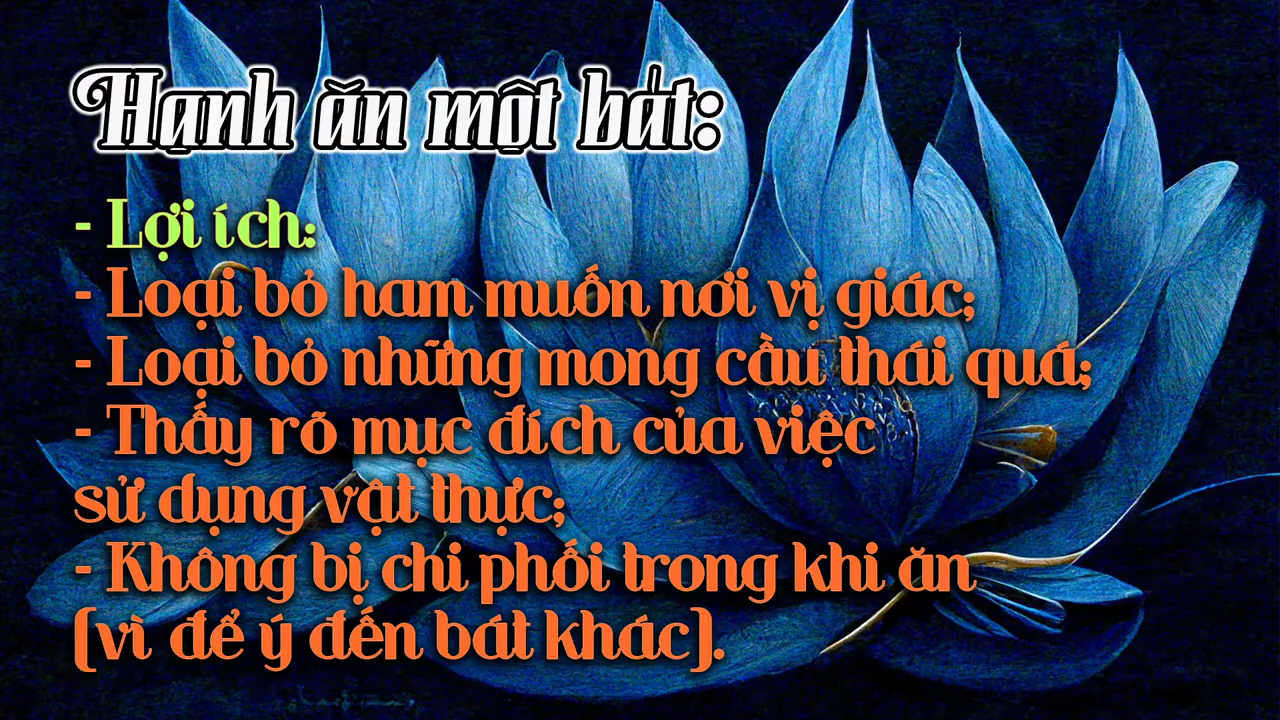 Hạnh ăn một bát:
- Lợi ích:
- Loại bỏ ham muốn nơi vị giác;
- Loại bỏ những mong cầu thái quá;
- Thấy rõ mục đích của việc
sử dụng vật thực;
- Không bị chi phối trong khi ăn
(vì để ý đến bát khác).